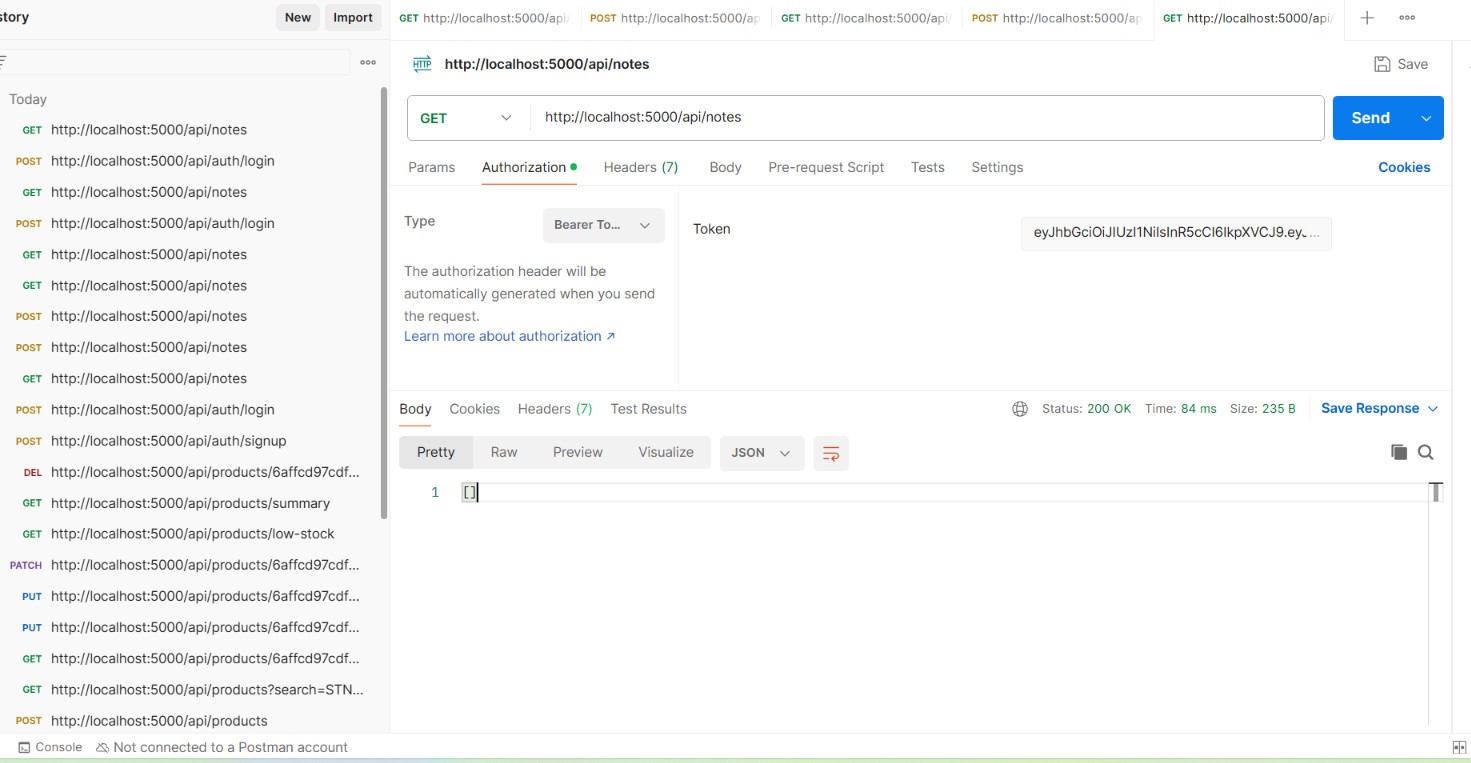 story
New
Import
GET http://localhost:5000/api/
POST http://localhost:5000/ap
GET http://localhost:5000/api/
POST http://localhost:5000/ap
GET http://localhost:5000/api/
HTTP
http://localhost:5000/api/notes
Save
GET
http://localhost:5000/api/notes
Send
Today
GET http://localhost:5000/api/notes
POST http://localhost:5000/api/auth/login
GET http://localhost:5000/api/notes
POST http://localhost:5000/api/auth/login
GET http://localhost:5000/api/notes
GET http://localhost:5000/api/notes
POST http://localhost:5000/api/notes
POST http://localhost:5000/api/notes
GET http://localhost:5000/api/notes
POST http://localhost:5000/api/auth/login
POST http://localhost:5000/api/auth/signup
DEL http://localhost:5000/api/products/6affcd97cdf...
GET http://localhost:5000/api/products/summary
GET http://localhost:5000/api/products/low-stock
PATCH http://localhost:5000/api/products/6affcd97cdf...
PUT http://localhost:5000/api/products/6affcd97cdf...
PUT http://localhost:5000/api/products/6affcd97cdf...
GET http://localhost:5000/api/products/6affcd97cdf...
GET http://localhost:5000/api/products?search=STN...
POST http://localhost:5000/api/products
Params
Authorization
Headers (7)
Body
Pre-request Script
Tests
Settings
Cookies
Type
Bearer To...
The authorization header will be
automatically generated when you send
the request.
Learn more about authorization ↗
Token
eyJhbGciOiJIUzI1NiIsInR5cCI6IkpXVCJ9.eyJ...
Body
Cookies
Headers (7)
Test Results
Status: 200 OK
Time: 84 ms
Size: 235 B
Save Response
Pretty
Raw
Preview
Visualize
JSON
1 []
Console
Not connected to a Postman account